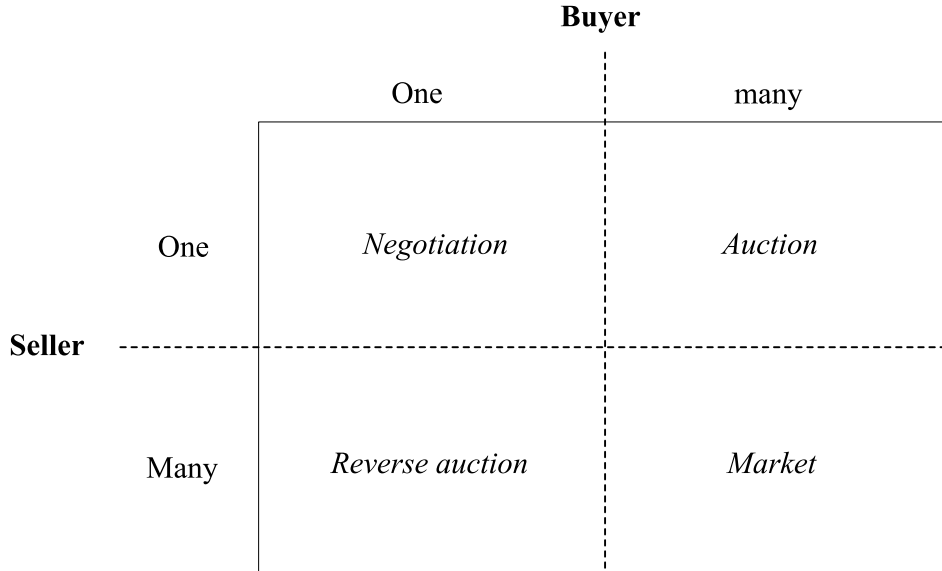 Buyer
One many
One Negotiation Auction
Seller
Many Reverse auction Market